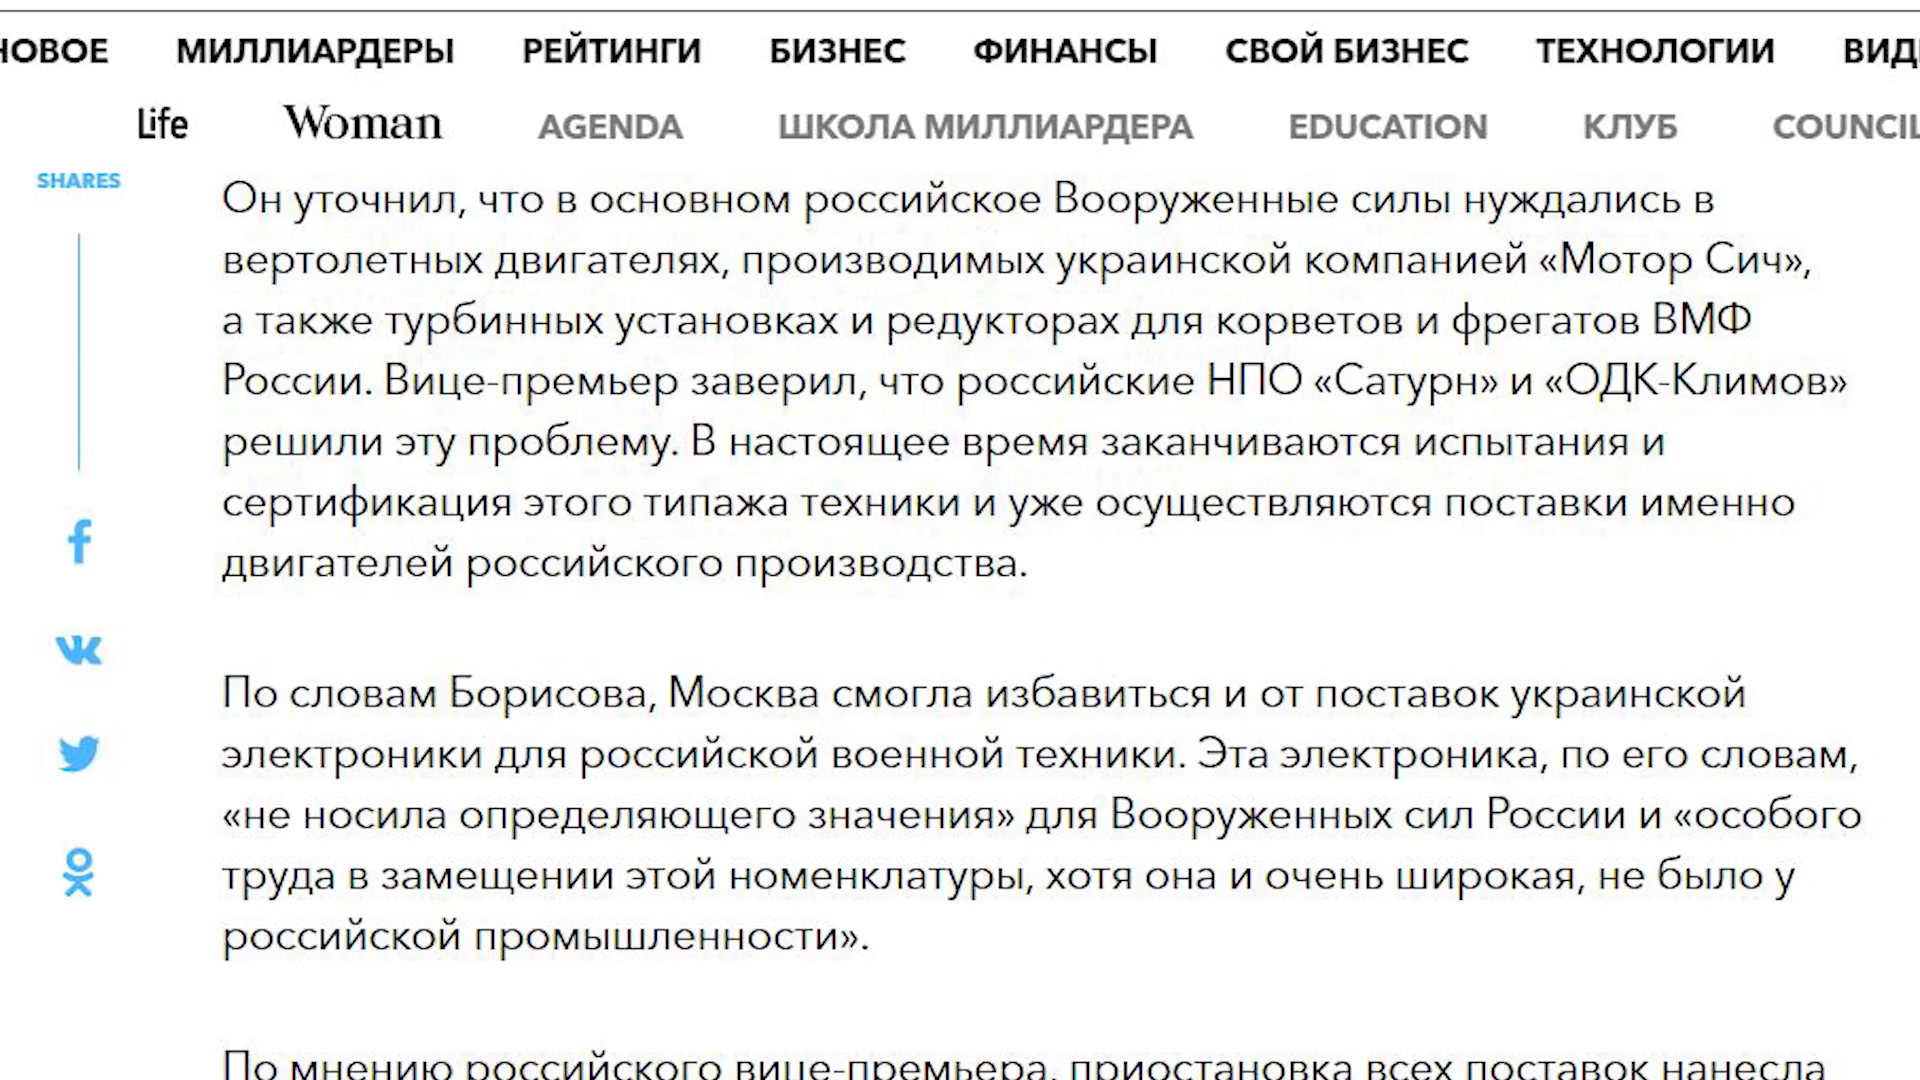 НОВОЕ МИЛЛИАРДЕРЫ РЕЙТИНГИ БИЗНЕС ФИНАНСЫ СВОЙ БИЗНЕС ТЕХНОЛОГИИ ВИД
Life Woman AGENDA ШКОЛА МИЛЛИАРДЕРА EDUCATION КЛУБ COUNCIL
SHARES
Он уточнил, что в основном российское Вооруженные силы нуждались в
вертолетных двигателях, производимых украинской компанией «Мотор Сич»,
а также турбинных установках и редукторах для корветов и фрегатов ВМФ
России. Вице-премьер заверил, что российские НПО «Сатурн» и «ОДК-Климов»
решили эту проблему. В настоящее время заканчиваются испытания и
сертификация этого типажа техники и уже осуществляются поставки именно
двигателей российского производства.
По словам Борисова, Москва смогла избавиться и от поставок украинской
электроники для российской военной техники. Эта электроника, по его словам,
«не носила определяющего значения» для Вооруженных сил России и «особого
труда в замещении этой номенклатуры, хотя она и очень широкая, не было у
российской промышленности».
По мнению российского вице-премьера, приостановка всех поставок нанесла